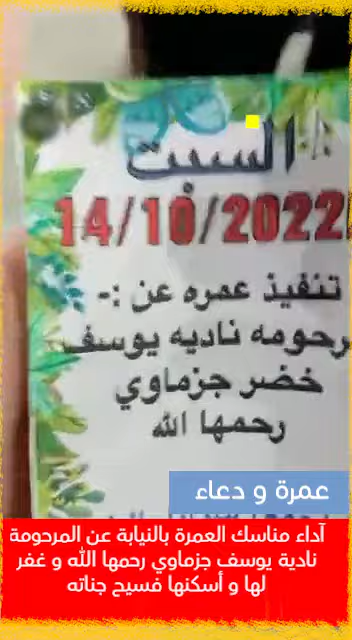 السبت
14/10/2022
تنفيذ عمره عن :-
رحومه ناديه يوسف
خضر جزماوي
رحمها الله
عمرة و دعاء
آداء مناسك العمرة بالنيابة عن المرحومة
نادية يوسف جزماوي رحمها الله و غفر
لها و أسكنها فسيح جناته